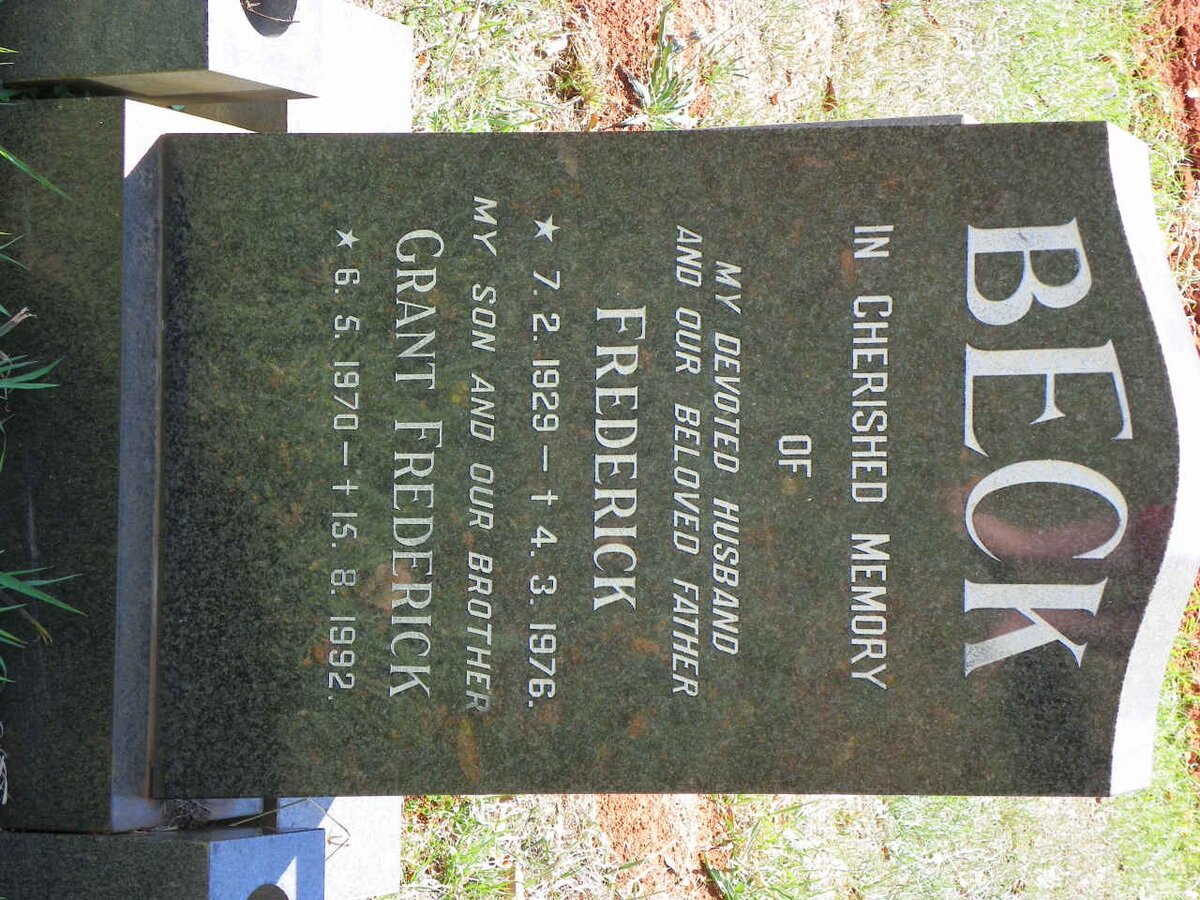 BECK
IN CHERISHED MEMORY
OF
MY DEVOTED HUSBAND
AND OUR BELOVED FATHER
FREDERICK
★ 7. 2. 1929 – † 4. 3. 1976.
MY SON AND OUR BROTHER
GRANT FREDERICK
★ 6. 5. 1970 – † 15. 8. 1992.